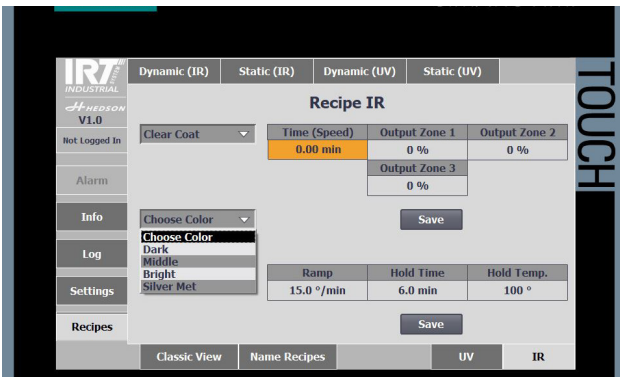 IRT SYSTEM
INDUSTRIAL
HEDSON
V1.0
Not Logged In
Alarm
Info
Log
Settings
Recipes
Dynamic (IR) Static (IR) Dynamic (UV) Static (UV)
Recipe IR
Clear Coat
Time (Speed) Output Zone 1 Output Zone 2
0.00 min 0 % 0 %
Output Zone 3
0 %
Choose Color
Save
Choose Color
Dark
Middle
Bright
Silver Met
Ramp Hold Time Hold Temp.
15.0 °/min 6.0 min 100 °
Save
Classic View Name Recipes UV IR
TOUCH